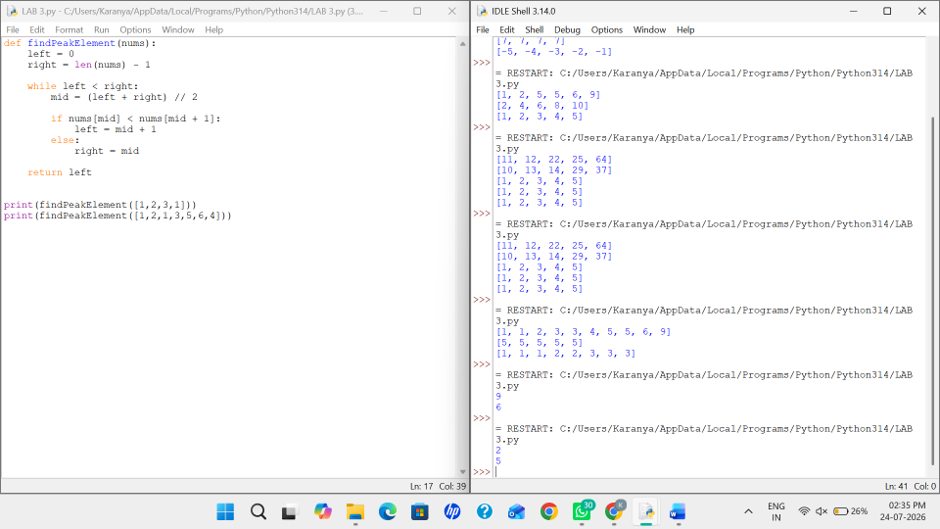 LAB 3.py - C:/Users/Karanya/AppData/Local/Programs/Python/Python314/LAB 3.py (3....
File Edit Format Run Options Window Help
def findPeakElement(nums):
    left = 0
    right = len(nums) - 1

    while left < right:
        mid = (left + right) // 2

        if nums[mid] < nums[mid + 1]:
            left = mid + 1
        else:
            right = mid

    return left


print(findPeakElement([1,2,3,1]))
print(findPeakElement([1,2,1,3,5,6,4]))
Ln: 17 Col: 39
IDLE Shell 3.14.0
File Edit Shell Debug Options Window Help
[7, 7, 7, 7]
[-5, -4, -3, -2, -1]
>>>
= RESTART: C:/Users/Karanya/AppData/Local/Programs/Python/Python314/LAB
3.py
[1, 2, 5, 5, 6, 9]
[2, 4, 6, 8, 10]
[1, 2, 3, 4, 5]
>>>
= RESTART: C:/Users/Karanya/AppData/Local/Programs/Python/Python314/LAB
3.py
[11, 12, 22, 25, 64]
[10, 13, 14, 29, 37]
[1, 2, 3, 4, 5]
[1, 2, 3, 4, 5]
[1, 2, 3, 4, 5]
>>>
= RESTART: C:/Users/Karanya/AppData/Local/Programs/Python/Python314/LAB
3.py
[11, 12, 22, 25, 64]
[10, 13, 14, 29, 37]
[1, 2, 3, 4, 5]
[1, 2, 3, 4, 5]
[1, 2, 3, 4, 5]
>>>
= RESTART: C:/Users/Karanya/AppData/Local/Programs/Python/Python314/LAB
3.py
[1, 1, 2, 3, 3, 4, 5, 5, 6, 9]
[5, 5, 5, 5, 5]
[1, 1, 1, 2, 2, 3, 3, 3]
>>>
= RESTART: C:/Users/Karanya/AppData/Local/Programs/Python/Python314/LAB
3.py
9
6
>>>
= RESTART: C:/Users/Karanya/AppData/Local/Programs/Python/Python314/LAB
3.py
2
5
>>>
Ln: 41 Col: 0
30
K
ENG
IN
26%
02:35 PM
24-07-2026